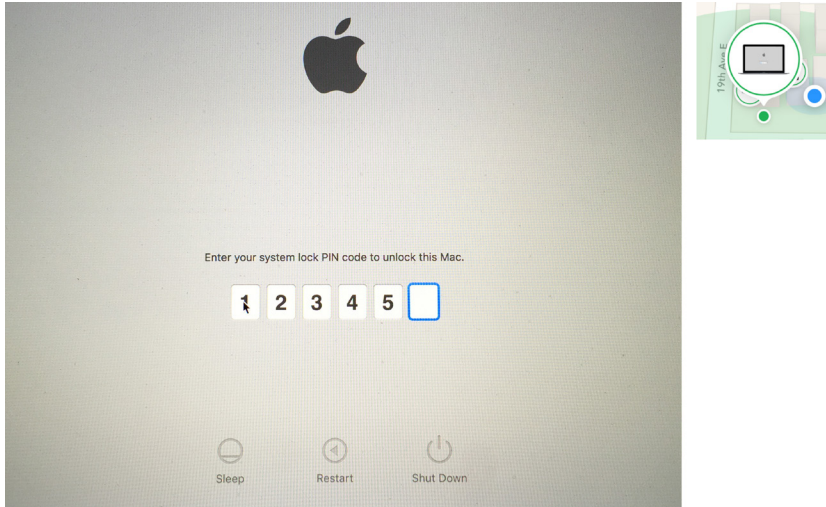 Enter your system lock PIN code to unlock this Mac.
1 2 3 4 5
Sleep Restart Shut Down
19th Ave E